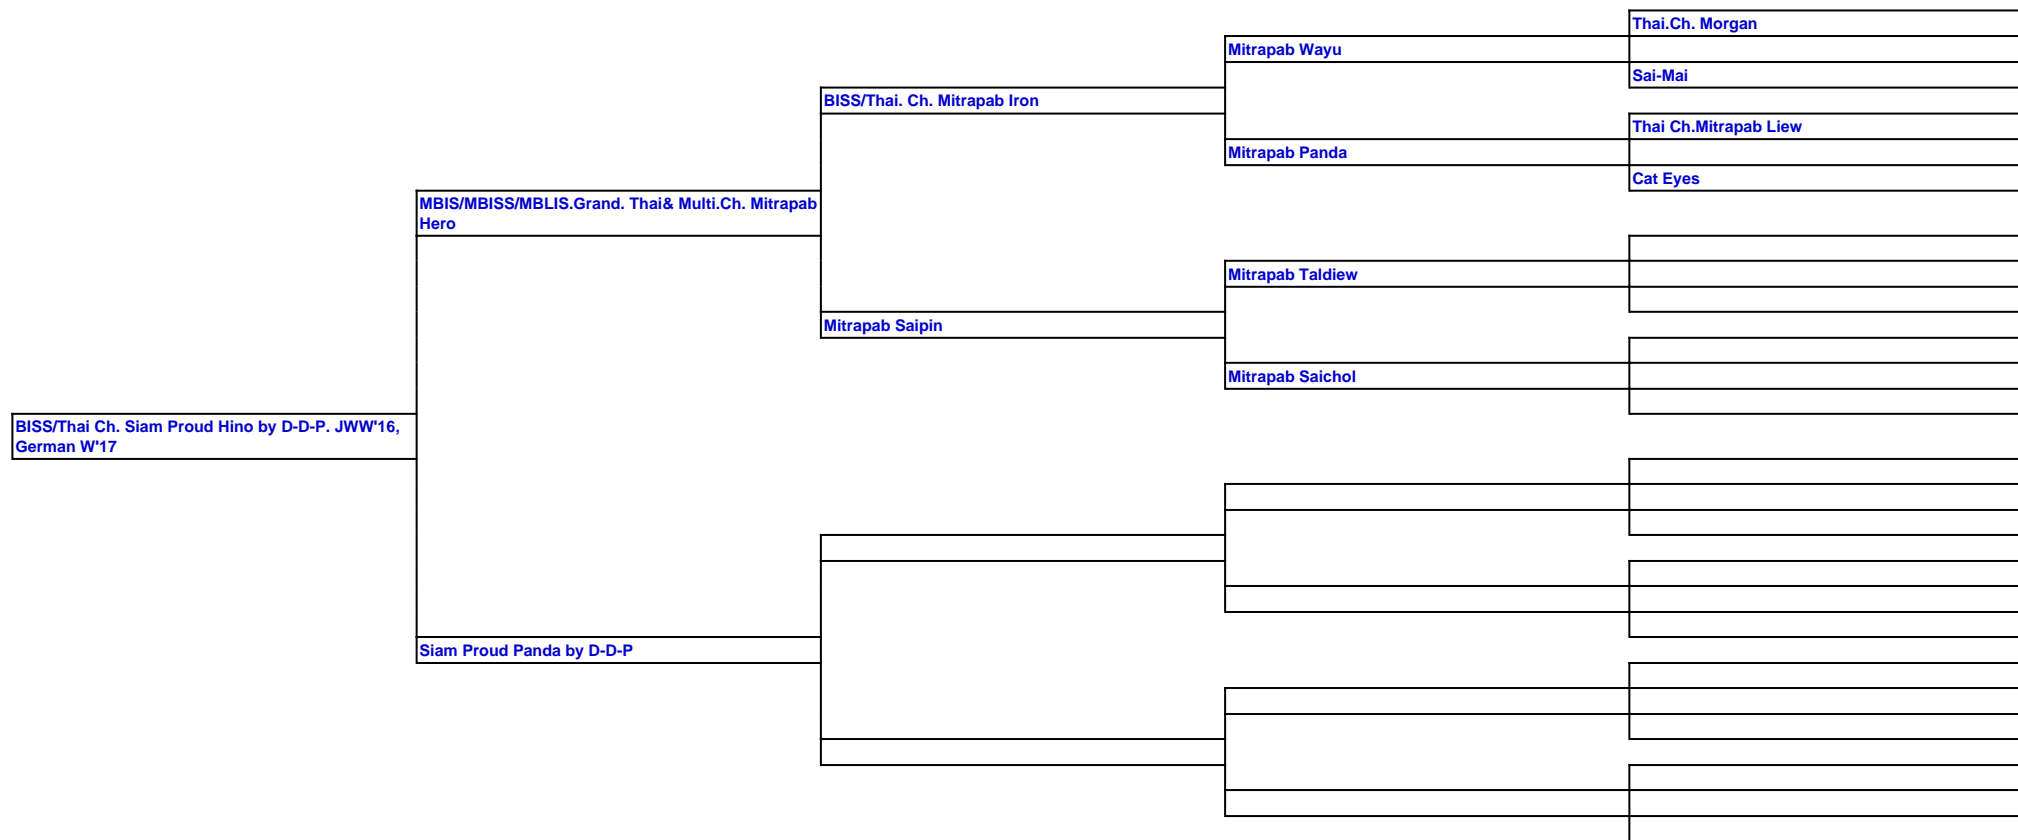 Thai.Ch. Morgan
Mitrapab Wayu
Sai-Mai
BISS/Thai. Ch. Mitrapab Iron
Thai Ch.Mitrapab Liew
Mitrapab Panda
Cat Eyes
MBIS/MBISS/MBLIS.Grand. Thai& Multi.Ch. Mitrapab
Hero
Mitrapab Taldiew
Mitrapab Saipin
Mitrapab Saichol
BISS/Thai Ch. Siam Proud Hino by D-D-P. JWW'16,
German W'17
Siam Proud Panda by D-D-P